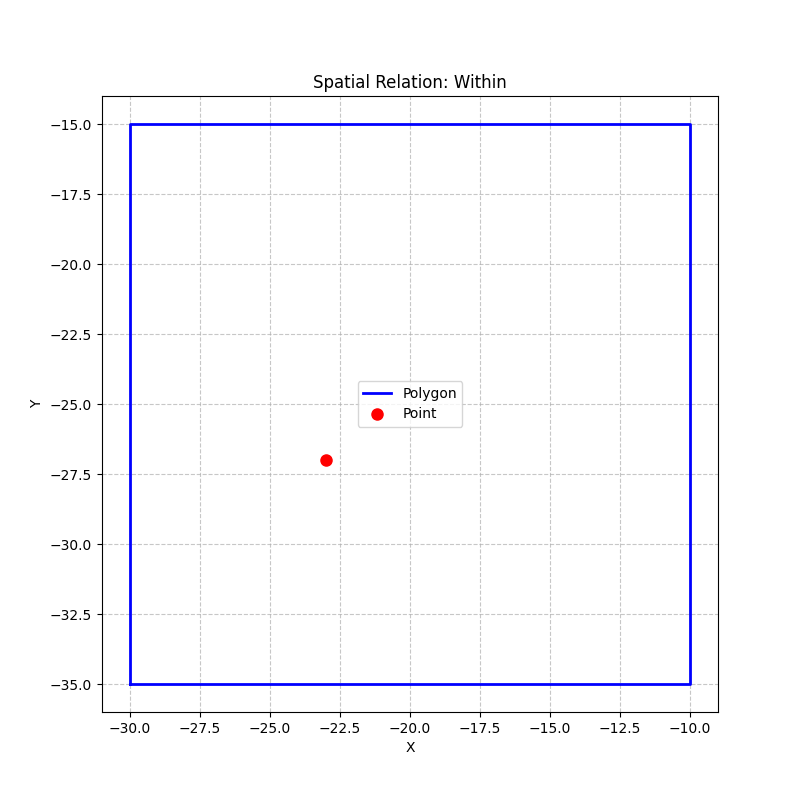 Spatial Relation: Within
Y
−15.0
−17.5
−20.0
−22.5
−25.0
−27.5
−30.0
−32.5
−35.0
Polygon
Point
−30.0 −27.5 −25.0 −22.5 −20.0 −17.5 −15.0 −12.5 −10.0
X